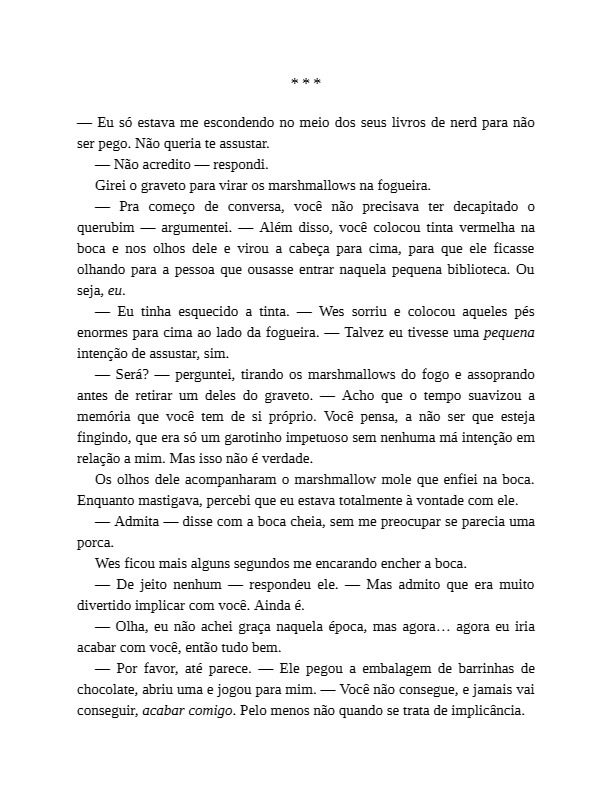 * * *
— Eu só estava me escondendo no meio dos seus livros de nerd para não
ser pego. Não queria te assustar.
— Não acredito — respondi.
Girei o graveto para virar os marshmallows na fogueira.
— Pra começo de conversa, você não precisava ter decapitado o
querubim — argumentei. — Além disso, você colocou tinta vermelha na
boca e nos olhos dele e virou a cabeça para cima, para que ele ficasse
olhando para a pessoa que ousasse entrar naquela pequena biblioteca. Ou
seja, eu.
— Eu tinha esquecido a tinta. — Wes sorriu e colocou aqueles pés
enormes para cima ao lado da fogueira. — Talvez eu tivesse uma pequena
intenção de assustar, sim.
— Será? — perguntei, tirando os marshmallows do fogo e assoprando
antes de retirar um deles do graveto. — Acho que o tempo suavizou a
memória que você tem de si próprio. Você pensa, a não ser que esteja
fingindo, que era só um garotinho impetuoso sem nenhuma má intenção em
relação a mim. Mas isso não é verdade.
Os olhos dele acompanharam o marshmallow mole que enfiei na boca.
Enquanto mastigava, percebi que eu estava totalmente à vontade com ele.
— Admita — disse com a boca cheia, sem me preocupar se parecia uma
porca.
Wes ficou mais alguns segundos me encarando encher a boca.
— De jeito nenhum — respondeu ele. — Mas admito que era muito
divertido implicar com você. Ainda é.
— Olha, eu não achei graça naquela época, mas agora… agora eu iria
acabar com você, então tudo bem.
— Por favor, até parece. — Ele pegou a embalagem de barrinhas de
chocolate, abriu uma e jogou para mim. — Você não consegue, e jamais vai
conseguir, acabar comigo. Pelo menos não quando se trata de implicância.